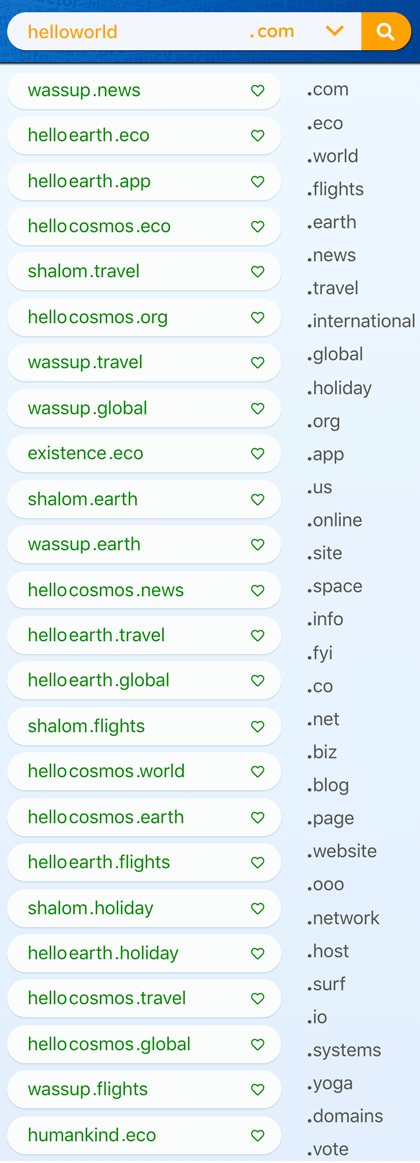 helloworld .com
wassup.news
helloearth.eco
helloearth.app
hellocosmos.eco
shalom.travel
hellocosmos.org
wassup.travel
wassup.global
existence.eco
shalom.earth
wassup.earth
hellocosmos.news
helloearth.travel
helloearth.global
shalom.flights
hellocosmos.world
hellocosmos.earth
helloearth.flights
shalom.holiday
helloearth.holiday
hellocosmos.travel
hellocosmos.global
wassup.flights
humankind.eco
.com
.eco
.world
.flights
.earth
.news
.travel
.international
.global
.holiday
.org
.app
.us
.online
.site
.space
.info
.fyi
.co
.net
.biz
.blog
.page
.website
.ooo
.network
.host
.surf
.io
.systems
.yoga
.domains
.vote